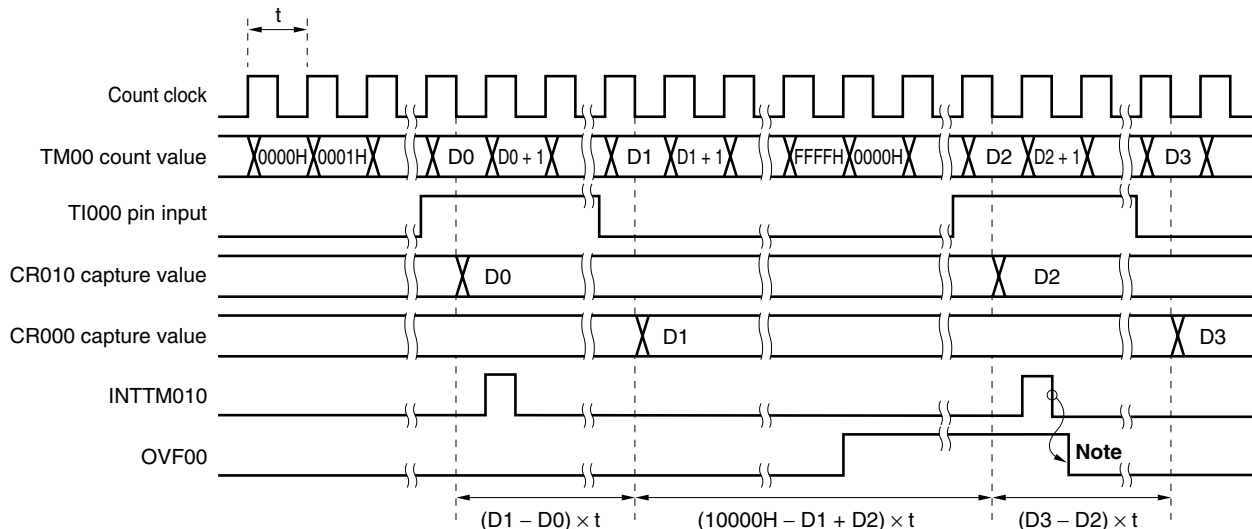 t
Count clock
TM00 count value 0000H 0001H D0 D0 + 1 D1 D1 + 1 FFFFH 0000H D2 D2 + 1 D3
TI000 pin input
CR010 capture value D0 D2
CR000 capture value D1 D3
INTTM010
OVF00 Note
(D1 − D0) × t (10000H − D1 + D2) × t (D3 − D2) × t